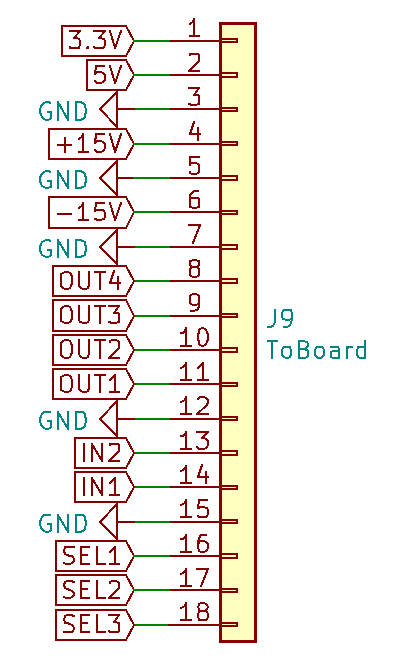 3.3V 1
5V 2
GND 3
+15V 4
GND 5
-15V 6
GND 7
OUT4 8
OUT3 9
OUT2 10
OUT1 11
GND 12
IN2 13
IN1 14
GND 15
SEL1 16
SEL2 17
SEL3 18
J9
ToBoard